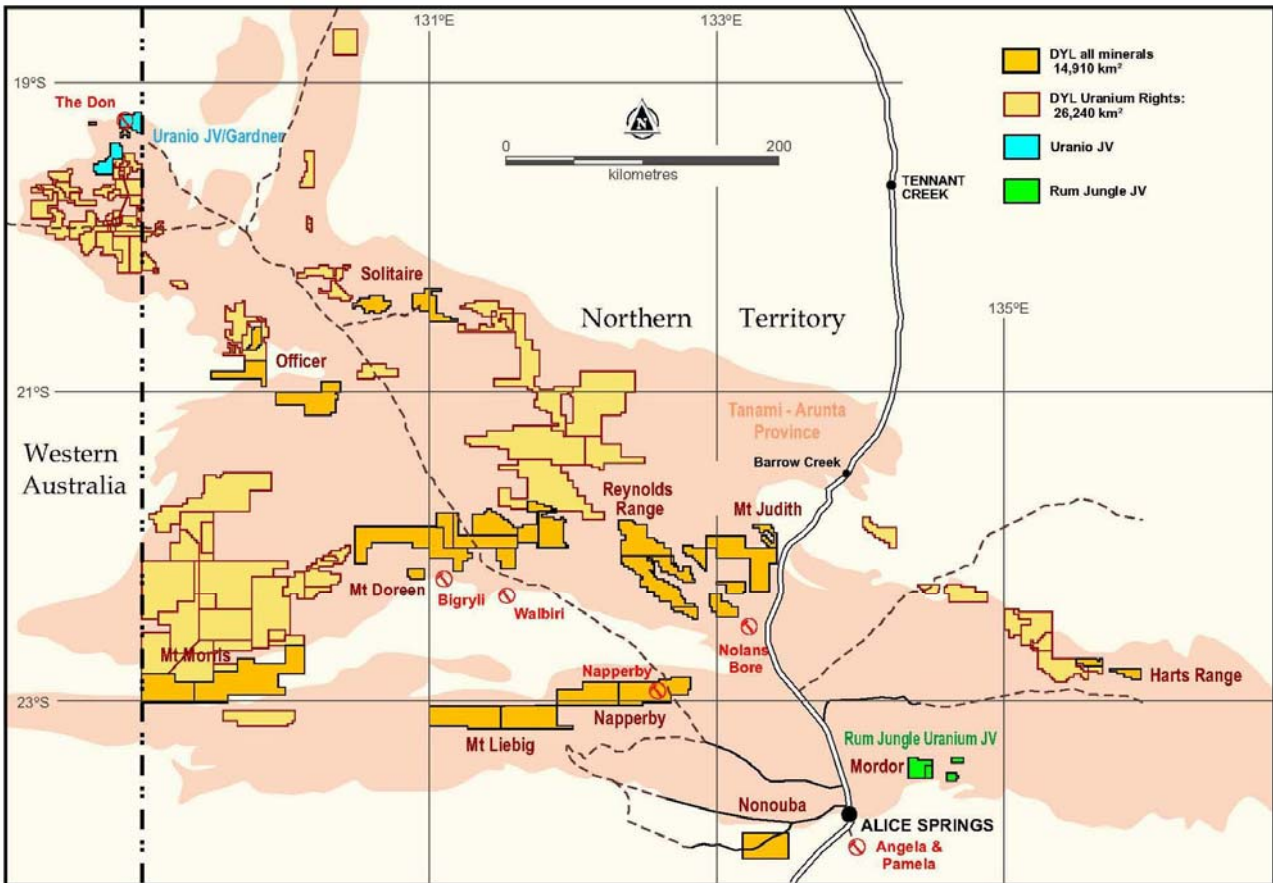 131ºE
133ºE
19ºS
The Don
Uranio JV/Gardner
N
0
200
kilometres
DYL all minerals
14,910 km²
DYL Uranium Rights:
26,240 km²
Uranio JV
Rum Jungle JV
TENNANT
CREEK
Solitaire
Northern
Territory
135ºE
Officer
21ºS
Tanami - Arunta
Province
Western
Australia
Barrow Creek
Reynolds
Range
Mt Judith
Mt Doreen
Bigryli
Walbiri
Nolans
Bore
Mt Morris
Napperby
Harts Range
23ºS
Napperby
Mt Liebig
Rum Jungle Uranium JV
Mordor
Nonouba
ALICE SPRINGS
Angela &
Pamela